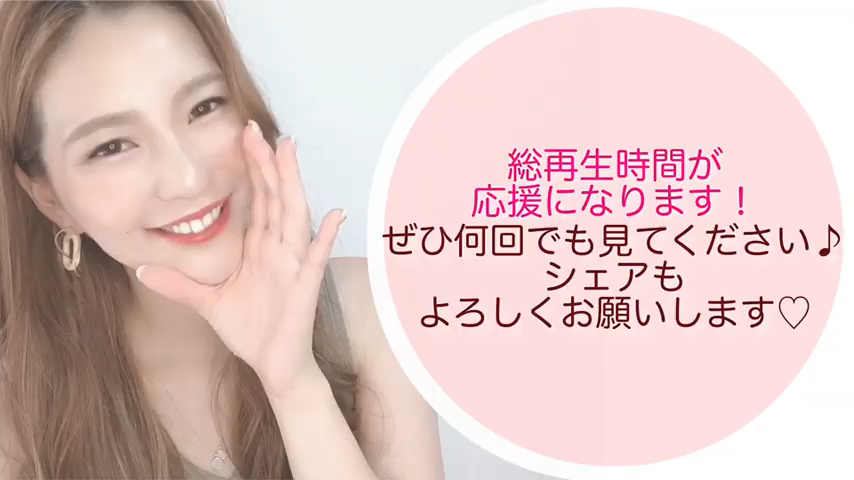 総再生時間が
応援になります！
ぜひ何回でも見てください♪
シェアも
よろしくお願いします♡